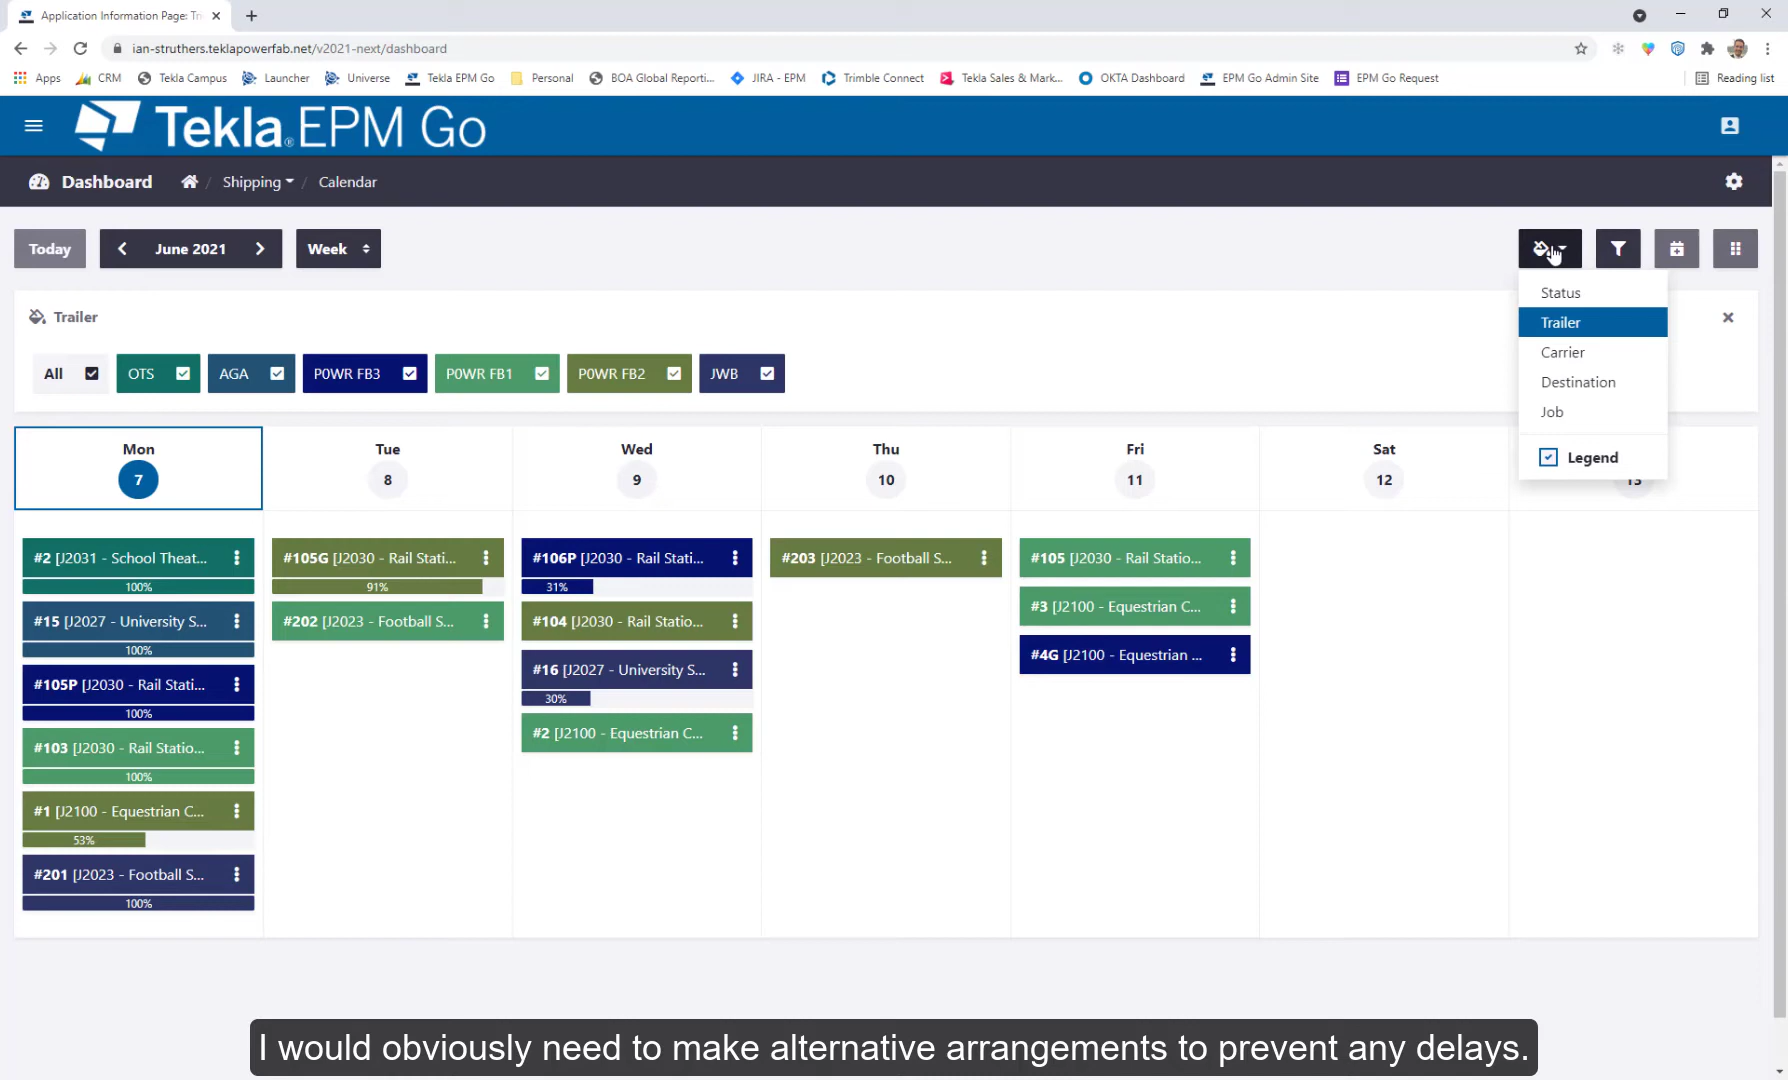 Application Information Page: Tr
ian-struthers.teklapowerfab.net/v2021-next/dashboard
Apps CRM Tekla Campus Launcher Universe Tekla EPM Go Personal BOA Global Reporti... JIRA - EPM Trimble Connect Tekla Sales & Mark... OKTA Dashboard EPM Go Admin Site EPM Go Request Reading list
Tekla® EPM Go
Dashboard / Shipping / Calendar
Today June 2021 Week
Status
Trailer
Carrier
Destination
Job
Legend
Trailer
All OTS AGA P0WR FB3 P0WR FB1 P0WR FB2 JWB
Mon Tue Wed Thu Fri Sat
7 8 9 10 11 12 13
#2 [J2031 - School Theat...
100%
#15 [J2027 - University S...
100%
#105P [J2030 - Rail Stati...
100%
#103 [J2030 - Rail Statio...
100%
#1 [J2100 - Equestrian C...
53%
#201 [J2023 - Football S...
100%
#105G [J2030 - Rail Stati...
91%
#202 [J2023 - Football S...
#106P [J2030 - Rail Stati...
31%
#104 [J2030 - Rail Statio...
#16 [J2027 - University S...
30%
#2 [J2100 - Equestrian C...
#203 [J2023 - Football S...
#105 [J2030 - Rail Statio...
#3 [J2100 - Equestrian C...
#4G [J2100 - Equestrian ...
I would obviously need to make alternative arrangements to prevent any delays.